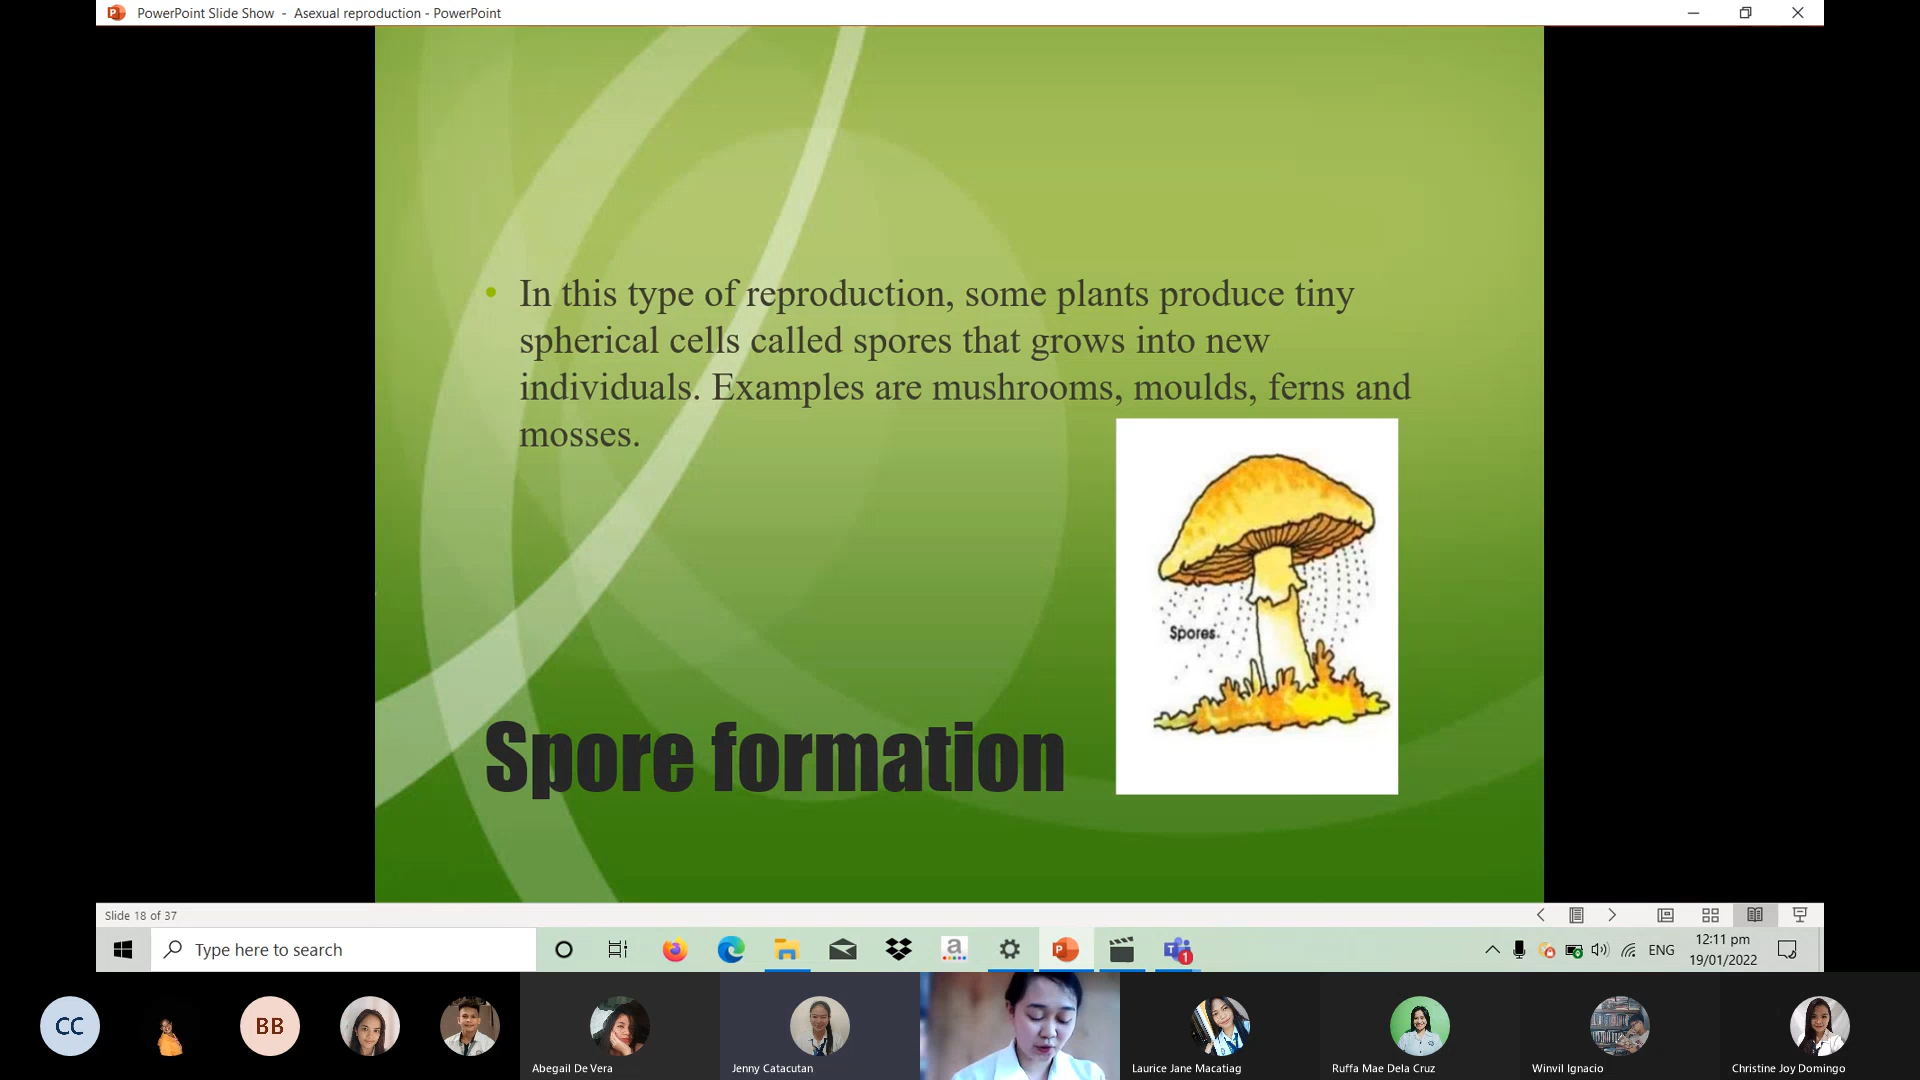 PowerPoint Slide Show - Asexual reproduction - PowerPoint
• In this type of reproduction, some plants produce tiny
spherical cells called spores that grows into new
individuals. Examples are mushrooms, moulds, ferns and
mosses.
Spores
Spore formation
Slide 18 of 37
Type here to search
ENG
12:11 pm
19/01/2022
1
CC
BB
Abegail De Vera
Jenny Catacutan
Laurice Jane Macatiag
Ruffa Mae Dela Cruz
Winvil Ignacio
Christine Joy Domingo